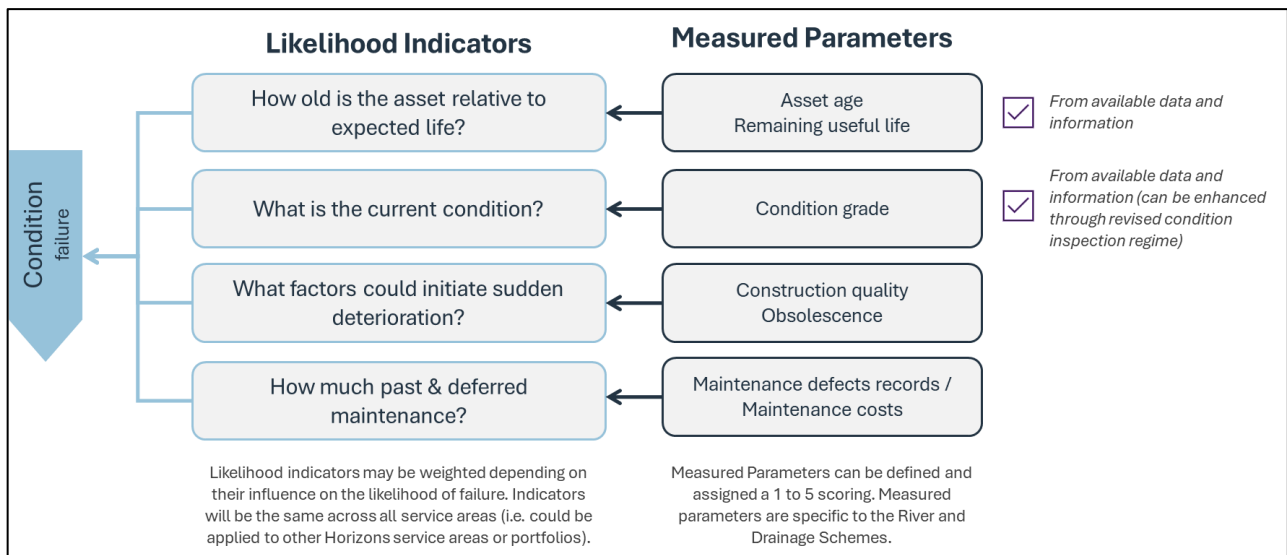 Likelihood Indicators
Measured Parameters
How old is the asset relative to
expected life?
Asset age
Remaining useful life
From available data and
information
What is the current condition?
Condition grade
From available data and
information (can be enhanced
through revised condition
inspection regime)
Condition
failure
What factors could initiate sudden
deterioration?
Construction quality
Obsolescence
How much past & deferred
maintenance?
Maintenance defects records /
Maintenance costs
Likelihood indicators may be weighted depending on
their influence on the likelihood of failure. Indicators
will be the same across all service areas (i.e. could be
applied to other Horizons service areas or portfolios).
Measured Parameters can be defined and
assigned a 1 to 5 scoring. Measured
parameters are specific to the River and
Drainage Schemes.